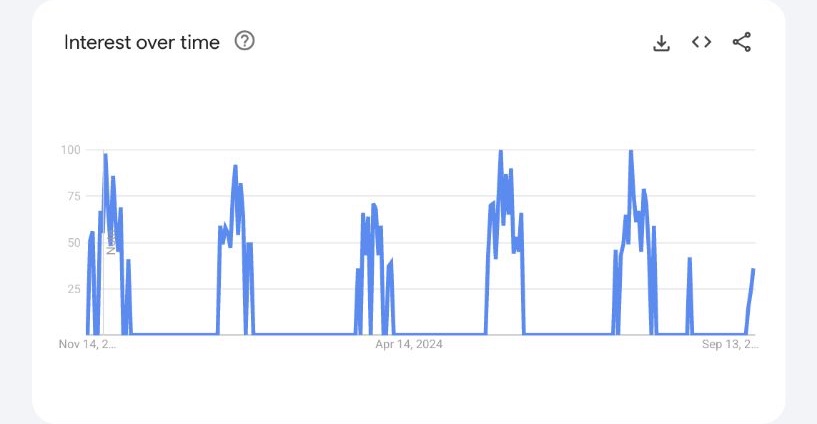 Interest over time
100
75
50
25
Nov 14, 2...
Apr 14, 2024
Sep 13, 2...